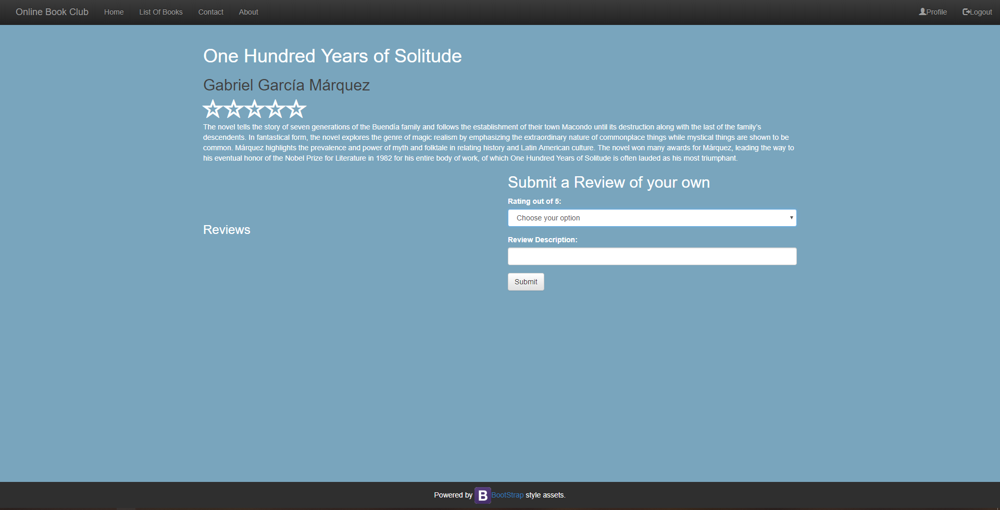 Online Book Club Home List Of Books Contact About Profile Logout
One Hundred Years of Solitude
Gabriel García Márquez
The novel tells the story of seven generations of the Buendía family and follows the establishment of their town Macondo until its destruction along with the last of the family's
descendents. In fantastical form, the novel explores the genre of magic realism by emphasizing the extraordinary nature of commonplace things while mystical things are shown to be
common. Márquez highlights the prevalence and power of myth and folktale in relating history and Latin American culture. The novel won many awards for Márquez, leading the way to
his eventual honor of the Nobel Prize for Literature in 1982 for his entire body of work, of which One Hundred Years of Solitude is often lauded as his most triumphant.
Reviews
Submit a Review of your own
Rating out of 5:
Choose your option
Review Description:
Submit
Powered by B BootStrap style assets.